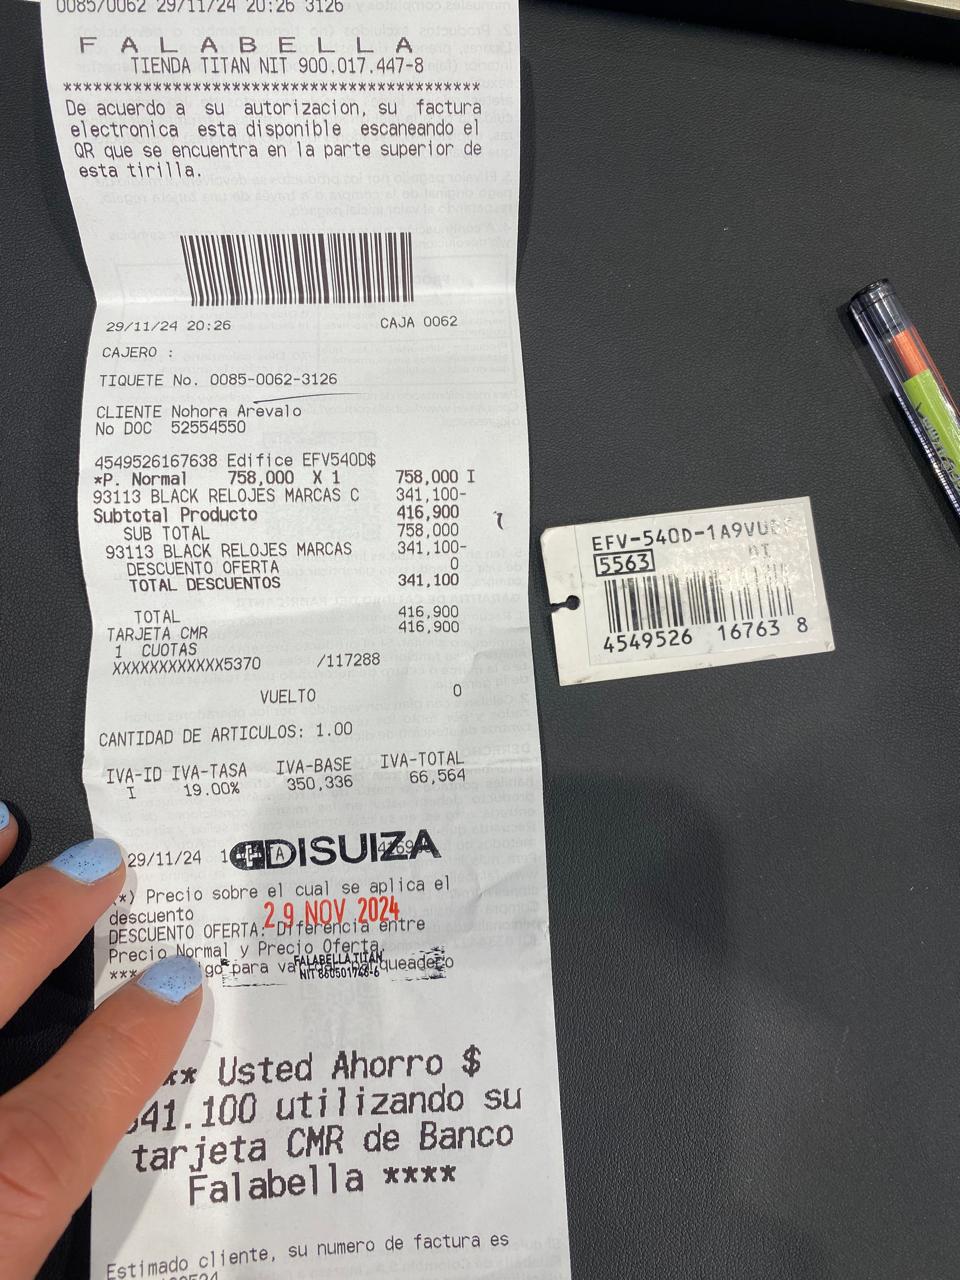 0085/0062 29/11/24 20:26 3126
FALABELLA
TIENDA TITAN NIT 900.017.447-8
******************************************
De acuerdo a su autorizacion, su factura
electronica esta disponible escaneando el
QR que se encuentra en la parte superior de
esta tirilla.
29/11/24 20:26 CAJA 0062
CAJERO :
TIQUETE No. 0085-0062-3126
CLIENTE Nohora Arevalo
No DOC 52554550
4549526167638 Edifice EFV540D$
*P. Normal 758,000 X 1 758,000 I
93113 BLACK RELOJES MARCAS C 341,100-
Subtotal Producto 416,900
SUB TOTAL 758,000
93113 BLACK RELOJES MARCAS 341,100-
DESCUENTO OFERTA 0
TOTAL DESCUENTOS 341,100
TOTAL 416,900
TARJETA CMR 416,900
1 CUOTAS
XXXXXXXXXXXX5370 /117288
VUELTO 0
CANTIDAD DE ARTICULOS: 1.00
IVA-ID IVA-TASA IVA-BASE IVA-TOTAL
I 19.00% 350,336 66,564
29/11/24
DISUIZA
*) Precio sobre el cual se aplica el
descuento
29 NOV 2024
DESCUENTO OFERTA: Diferencia entre
Precio Normal y Precio Oferta.
*** para parqueadero
FALABELLA TITAN
NIT 860501748-6
** Usted Ahorro $
41.100 utilizando su
tarjeta CMR de Banco
Falabella ****
Estimado cliente, su numero de factura es
EFV-540D-1A9VU
5563
4549526 16763 8